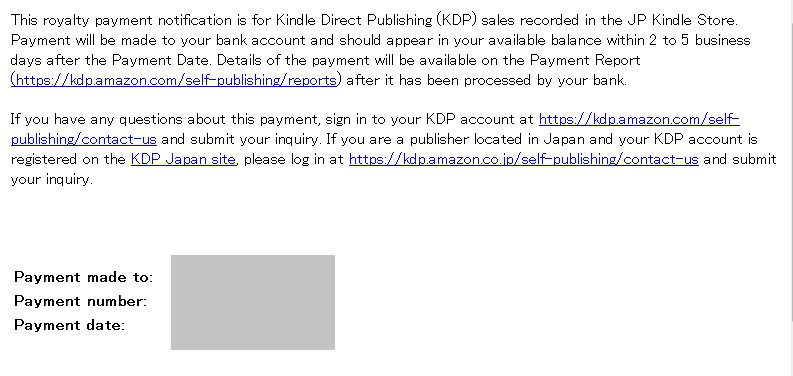 This royalty payment notification is for Kindle Direct Publishing (KDP) sales recorded in the JP Kindle Store.
Payment will be made to your bank account and should appear in your available balance within 2 to 5 business
days after the Payment Date. Details of the payment will be available on the Payment Report
(https://kdp.amazon.com/self-publishing/reports) after it has been processed by your bank.
If you have any questions about this payment, sign in to your KDP account at https://kdp.amazon.com/self-
publishing/contact-us and submit your inquiry. If you are a publisher located in Japan and your KDP account is
registered on the KDP Japan site, please log in at https://kdp.amazon.co.jp/self-publishing/contact-us and submit
your inquiry.
Payment made to:
Payment number:
Payment date: